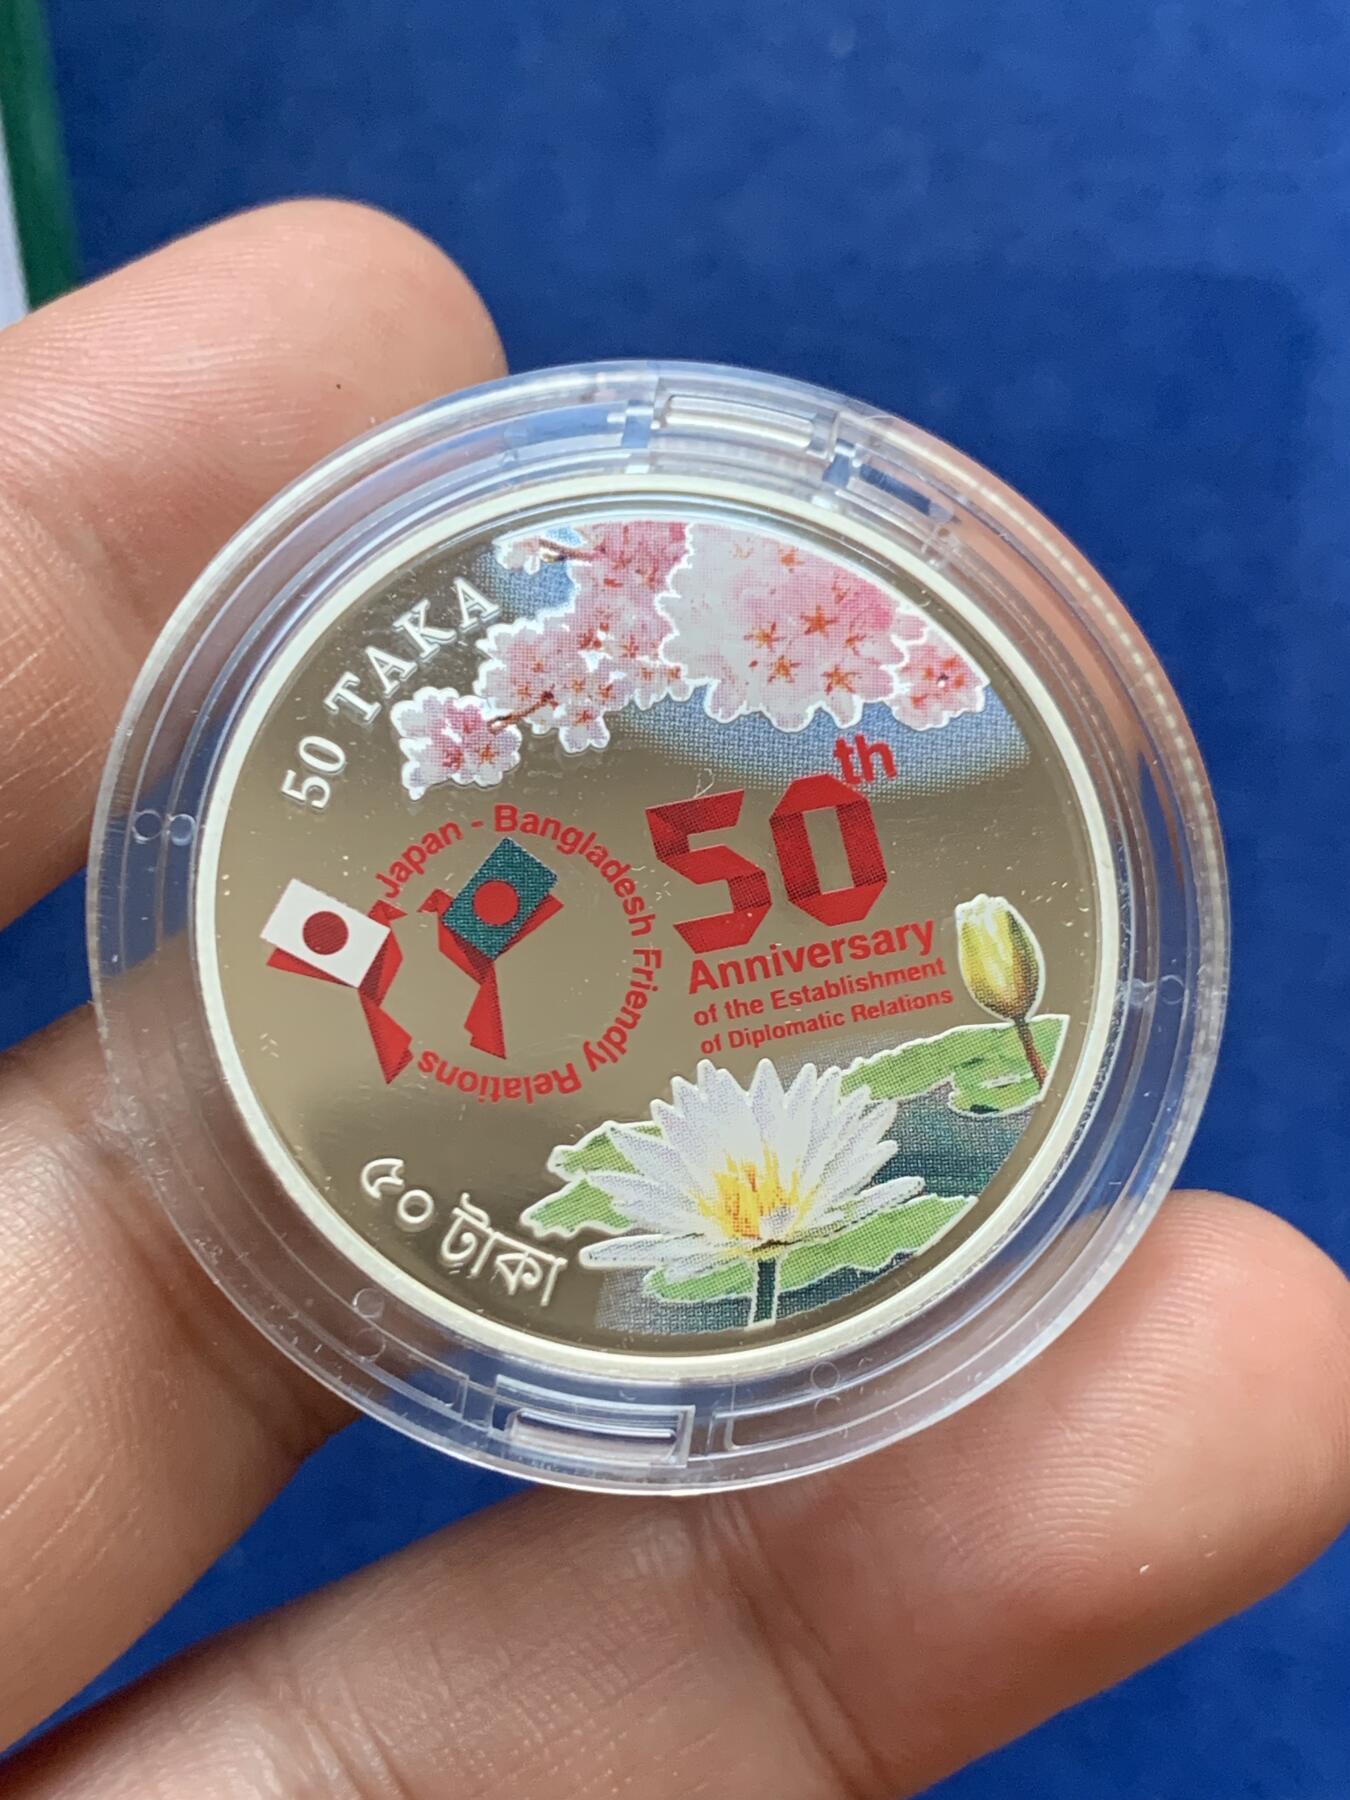 50 TAKA
Japan - Bangladesh Friendly Relations
50th
Anniversary
of the Establishment
of Diplomatic Relations
৫০ টাকা